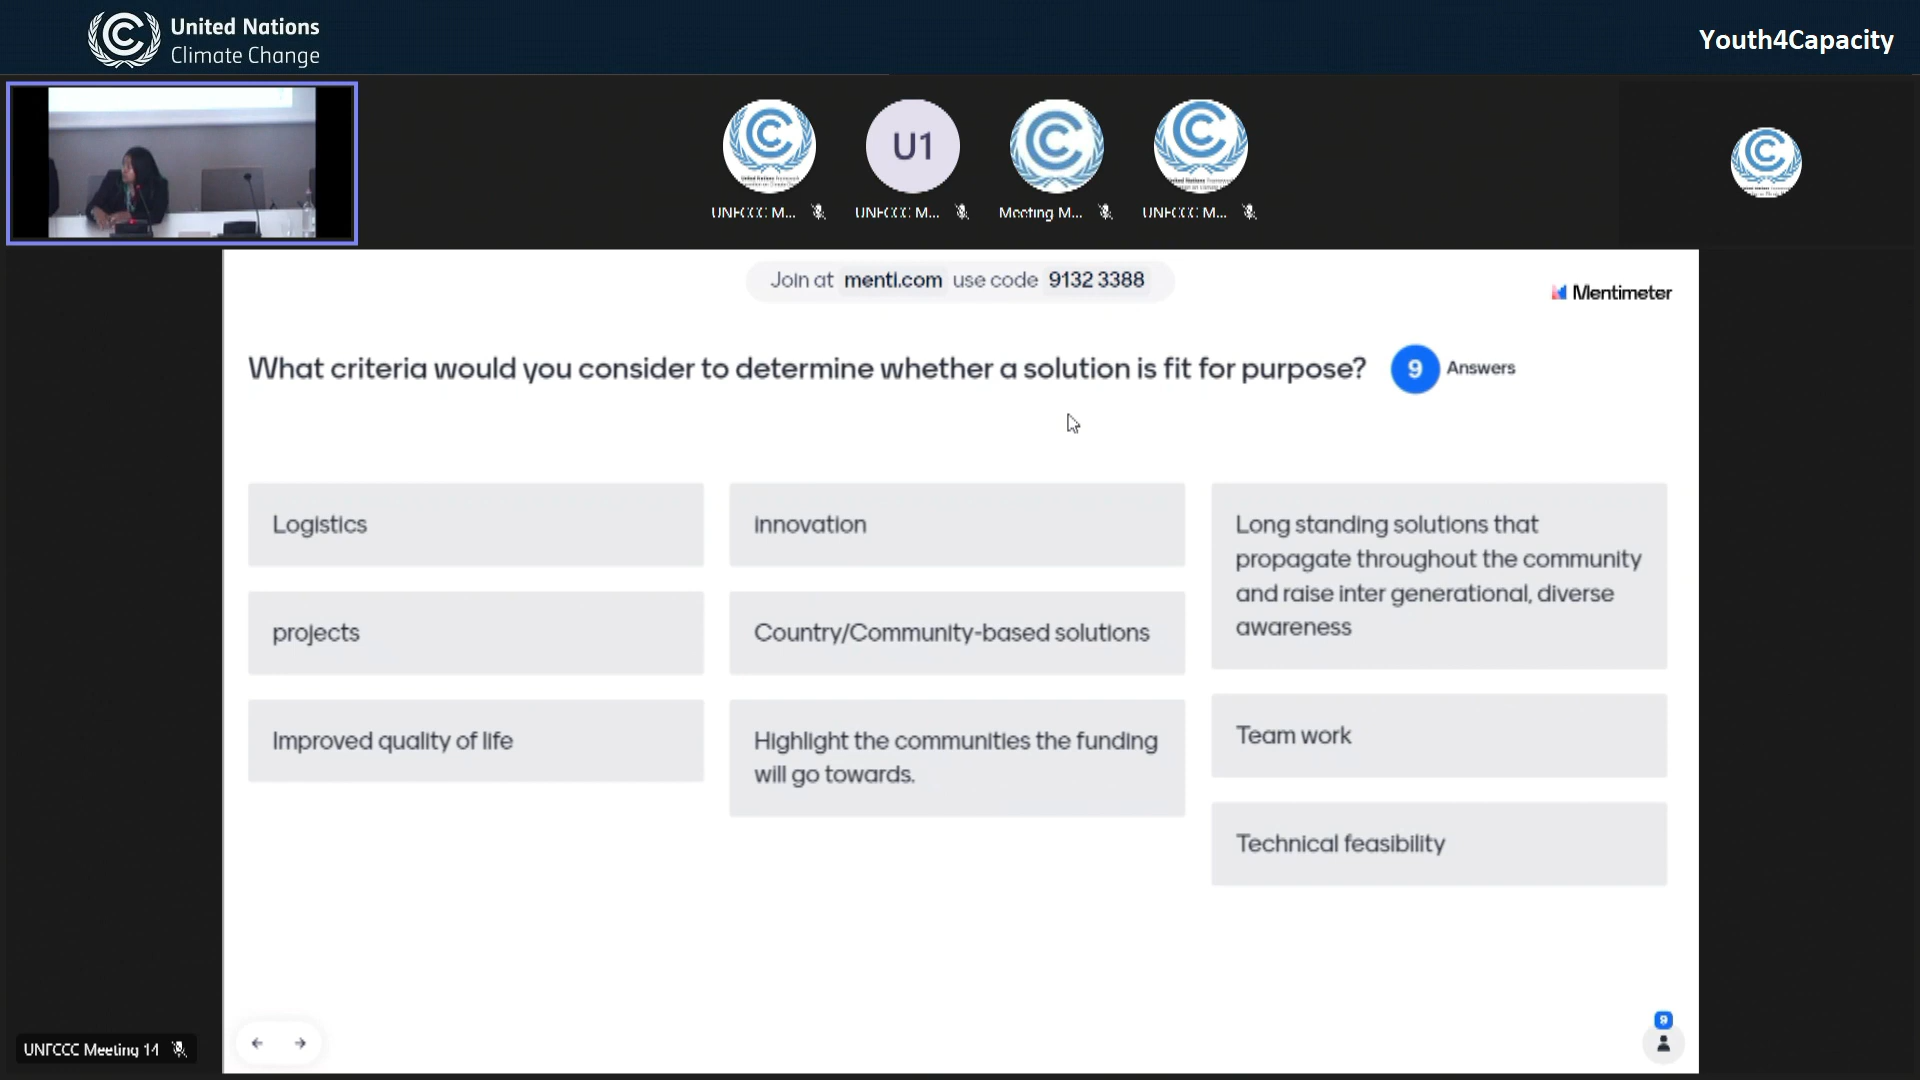 United Nations
Climate Change
Youth4Capacity
U1
UNFCCC M...
UNFCCC M...
Meeting M...
UNFCCC M...
Join at menti.com use code 9132 3388
Mentimeter
What criteria would you consider to determine whether a solution is fit for purpose?
9 Answers
Logistics
projects
Improved quality of life
innovation
Country/Community-based solutions
Highlight the communities the funding
will go towards.
Long standing solutions that
propagate throughout the community
and raise inter generational, diverse
awareness
Team work
Technical feasibility
9
UNFCCC Meeting 14